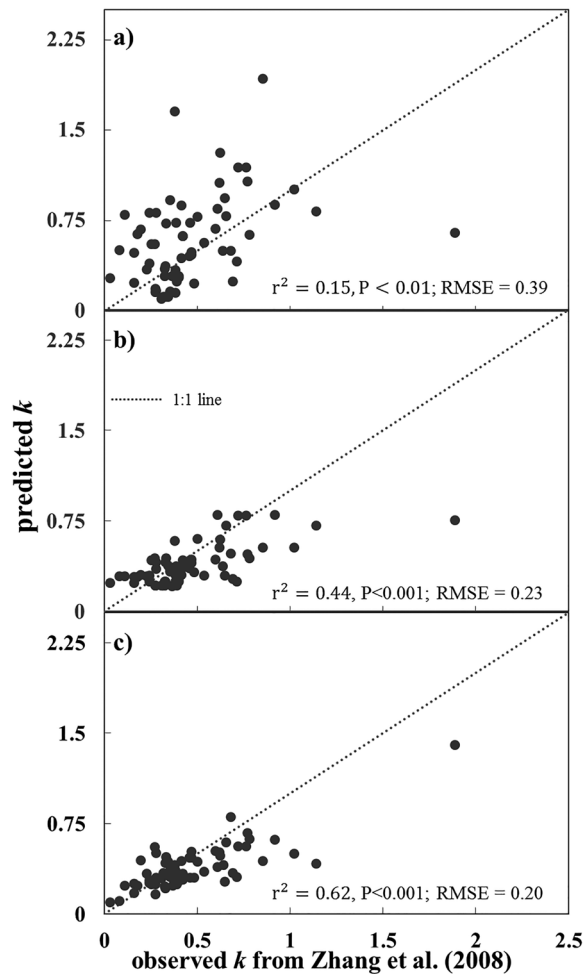 a)
2.25
1.5
0.75
0
r² = 0.15, P < 0.01; RMSE = 0.39
b)
2.25
1:1 line
1.5
predicted k
0.75
0
r² = 0.44, P<0.001; RMSE = 0.23
c)
2.25
1.5
0.75
0
r² = 0.62, P<0.001; RMSE = 0.20
0 0.5 1 1.5 2 2.5
observed k from Zhang et al. (2008)